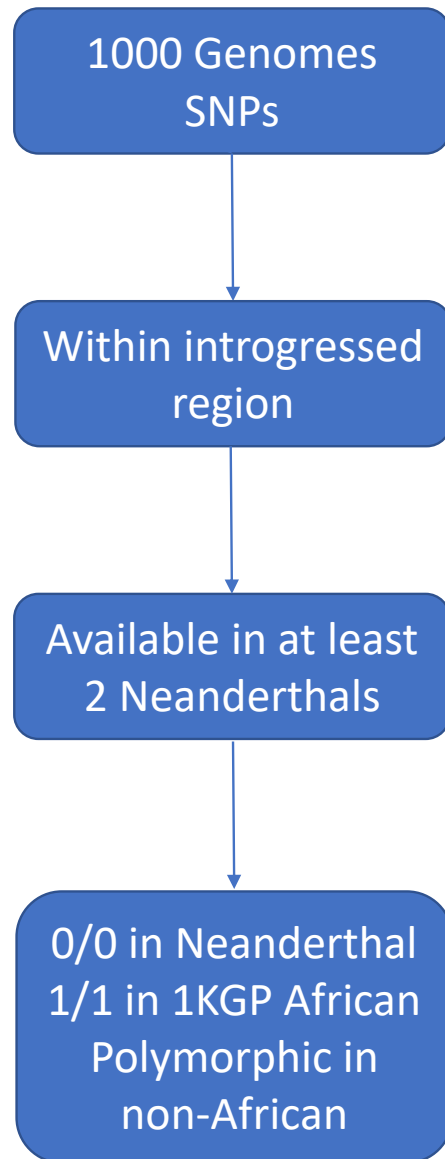 1000 Genomes
SNPs
Within introgressed
region
Available in at least
2 Neanderthals
0/0 in Neanderthal
1/1 in 1KGP African
Polymorphic in
non-African